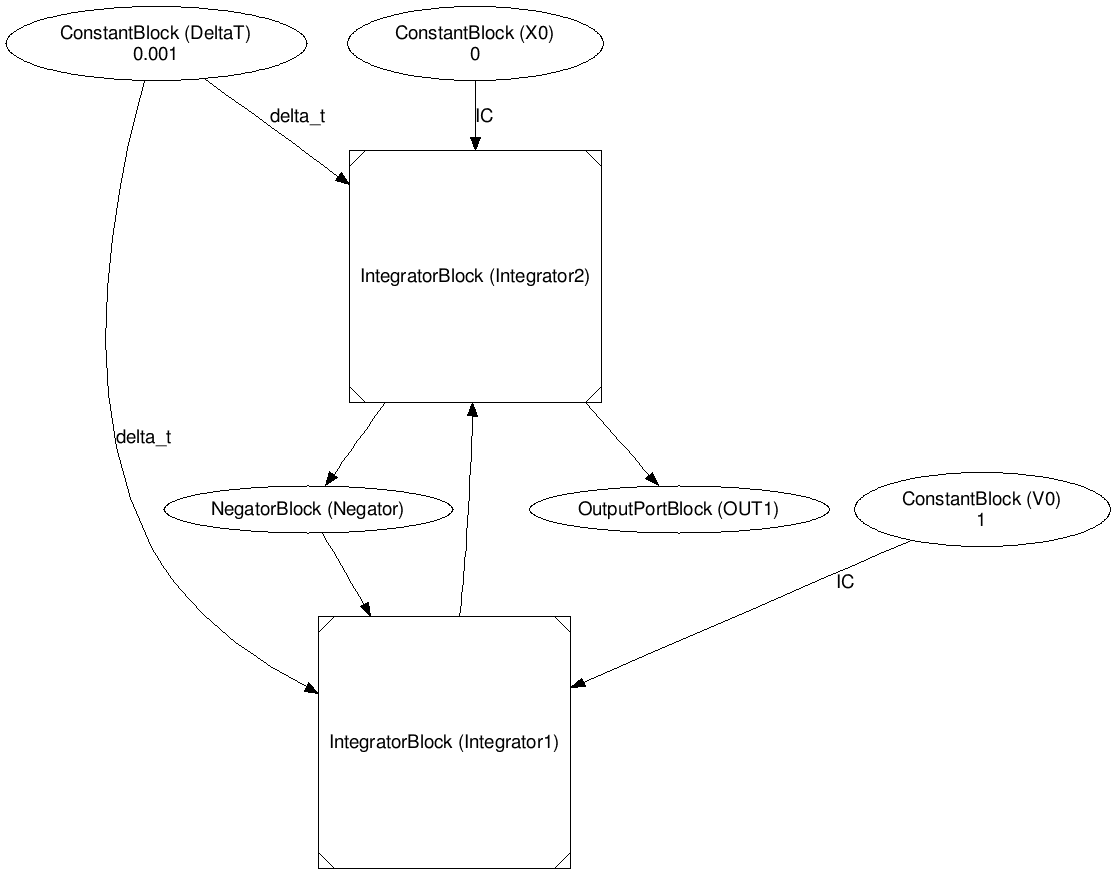 ConstantBlock (DeltaT)
0.001
ConstantBlock (X0)
0
delta_t
IC
IntegratorBlock (Integrator2)
delta_t
NegatorBlock (Negator)
OutputPortBlock (OUT1)
ConstantBlock (V0)
1
IC
IntegratorBlock (Integrator1)